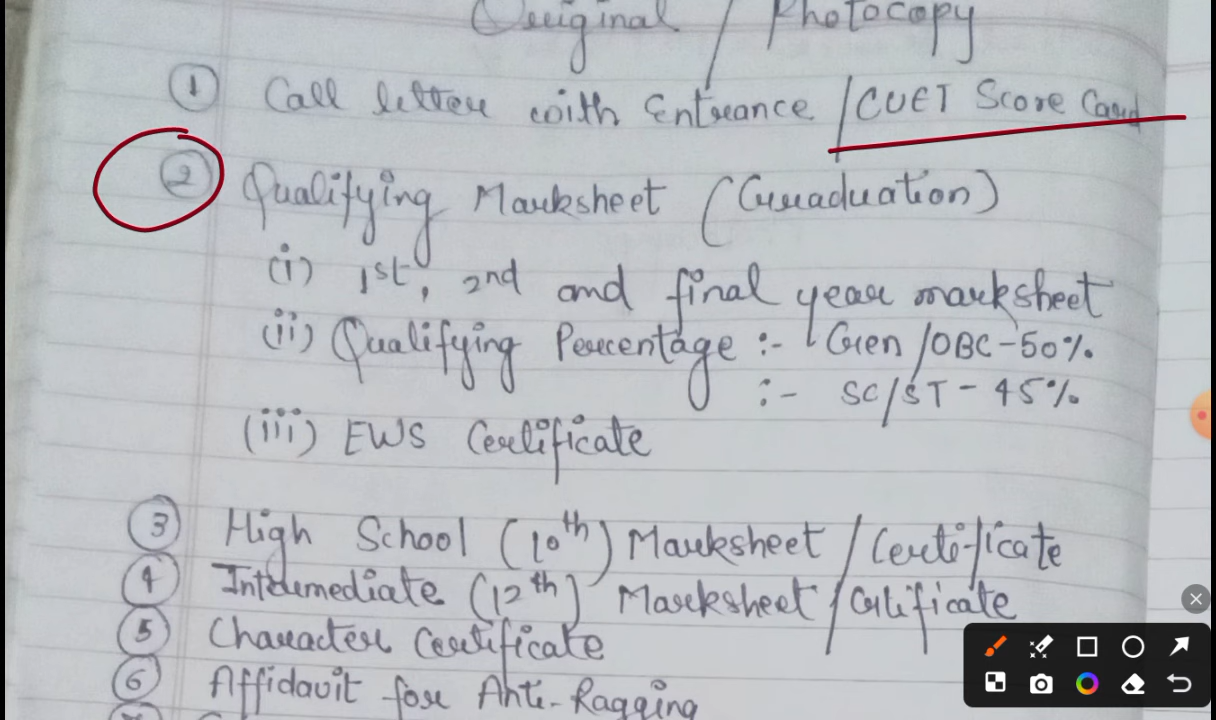 Original / Photocopy
① Call letter with Entrance / CUET Score Card
② Qualifying Marksheet (Graduation)
(i) 1st, 2nd and final year marksheet
(ii) Qualifying Percentage :- Gen/OBC-50%
:- SC/ST-45%
(iii) EWS Certificate
③ High School (10th) Marksheet / Certificate
④ Intermediate (12th) Marksheet / Certificate
⑤ Character Certificate
⑥ Affidavit for Anti-Ragging